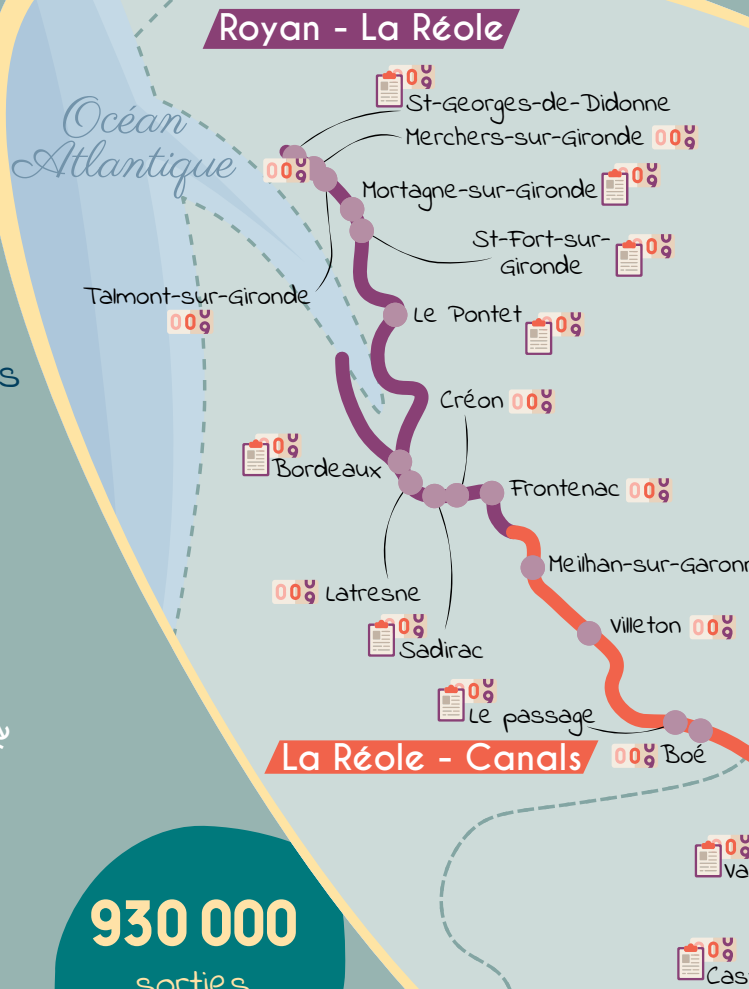 Royan - La Réole
Océan
Atlantique
St-Georges-de-Didonne
Merchers-sur-Gironde
Mortagne-sur-Gironde
St-Fort-sur-
Gironde
Talmont-sur-Gironde
Le Pontet
s
Créon
Bordeaux
Frontenac
Meilhan-sur-Garonn
Latresne
Villeton
Sadirac
Le passage
La Réole - Canals
Boé
Va
930 000
sorties
Cas